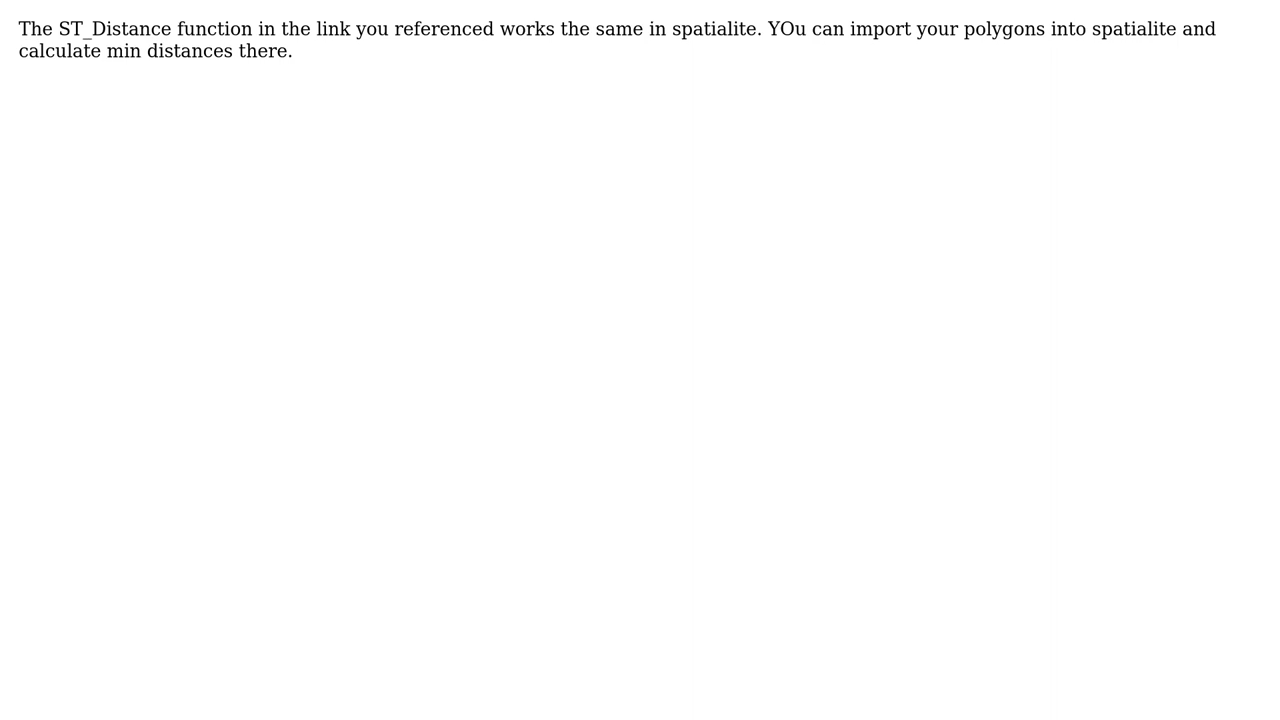 The ST_Distance function in the link you referenced works the same in spatialite. YOu can import your polygons into spatialite and
calculate min distances there.